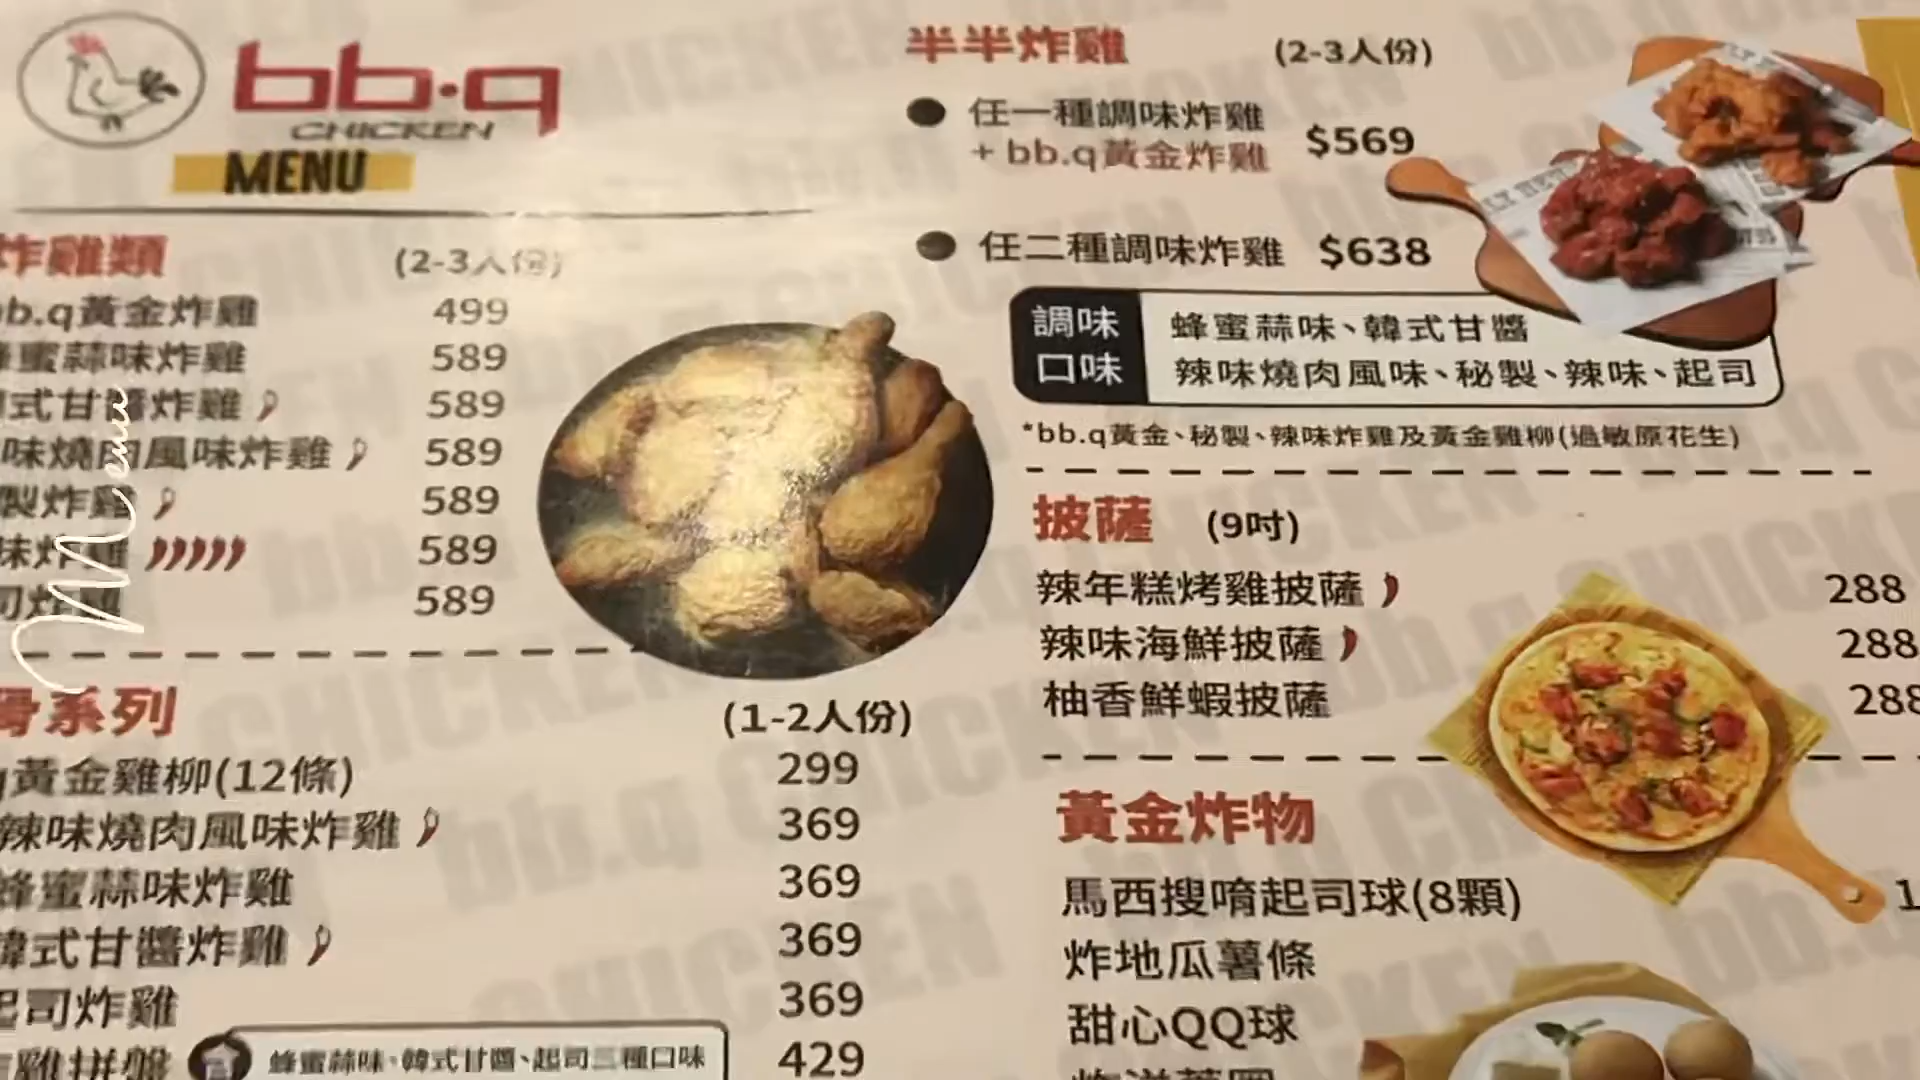 bb.q
CHICKEN
MENU
炸雞類 (2-3人份)
bb.q黃金炸雞 499
蜂蜜蒜味炸雞 589
式甘醬炸雞 589
味燒肉風味炸雞 589
製炸雞 589
味炸雞 589
司炸雞 589
Menu
骨系列 (1-2人份)
q黃金雞柳(12條) 299
辣味燒肉風味炸雞 369
蜂蜜蒜味炸雞 369
韓式甘醬炸雞 369
起司炸雞 369
雞拼盤 429
蜂蜜蒜味、韓式甘醬、起司三種口味
半半炸雞 (2-3人份)
任一種調味炸雞
+ bb.q黃金炸雞 $569
任二種調味炸雞 $638
調味口味
蜂蜜蒜味、韓式甘醬
辣味燒肉風味、秘製、辣味、起司
*bb.q黃金、秘製、辣味炸雞及黃金雞柳(過敏原花生)
披薩 (9吋)
辣年糕烤雞披薩 288
辣味海鮮披薩 288
柚香鮮蝦披薩 288
黃金炸物
馬西搜唷起司球(8顆) 1
炸地瓜薯條
甜心QQ球